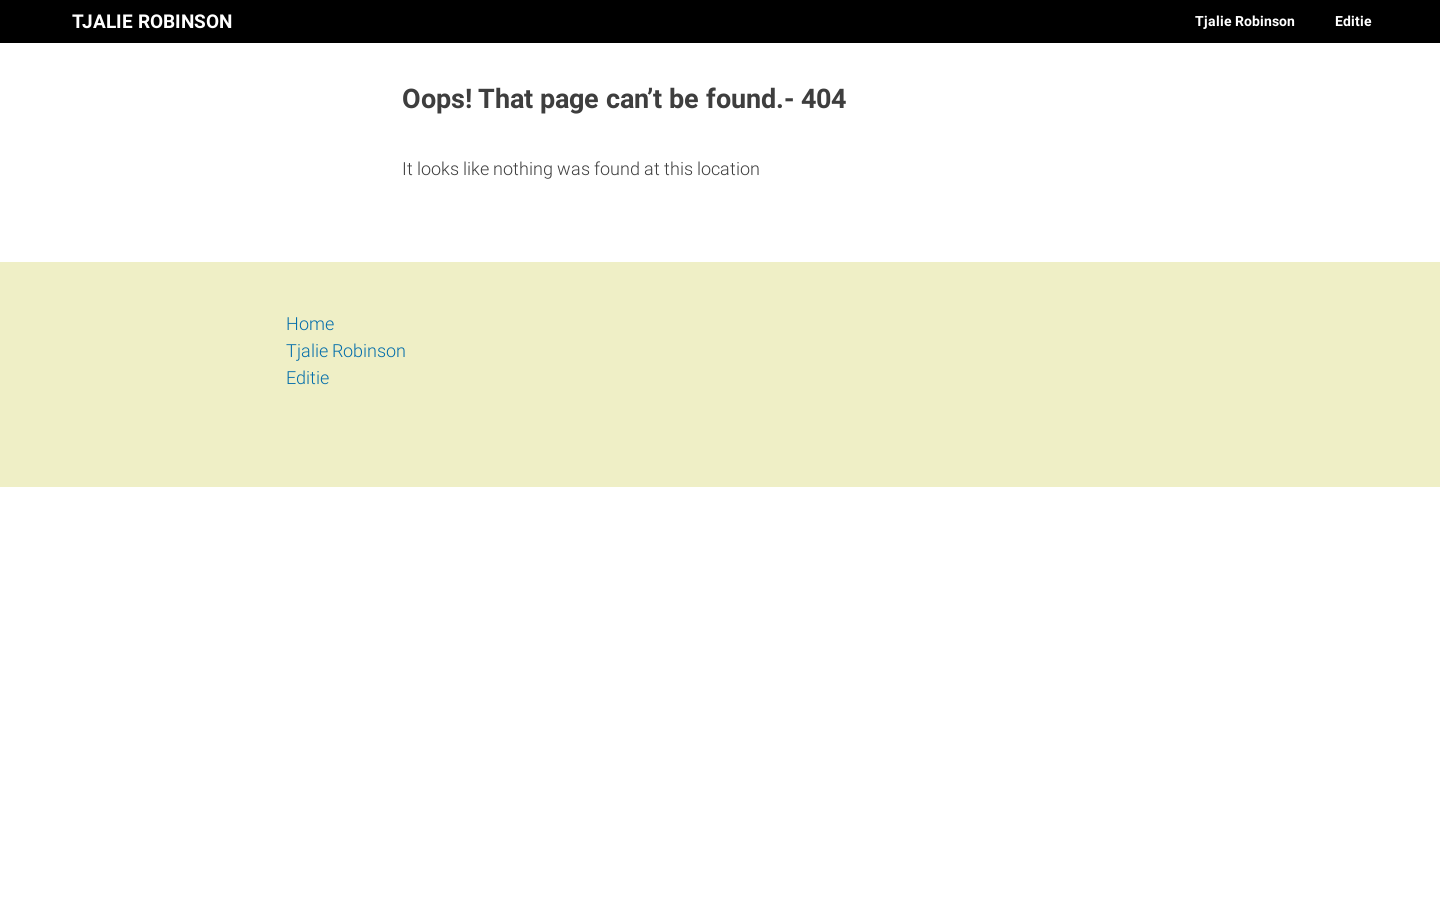 TJALIE ROBINSON
Tjalie Robinson
Editie
Oops! That page can’t be found.- 404
It looks like nothing was found at this location
Home
Tjalie Robinson
Editie